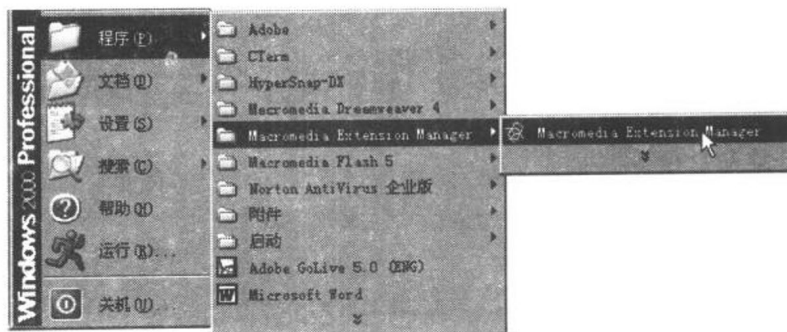 Windows 2000 Professional
程序(P)
文档(D)
设置(S)
搜索(C)
帮助(H)
运行(R)...
关机(U)...
Adobe
CTerm
HyperSnap-DX
Macromedia Dreamweaver 4
Macromedia Extension Manager
Macromedia Flash 5
Norton AntiVirus 企业版
附件
启动
Adobe GoLive 5.0 (ENG)
Microsoft Word
Macromedia Extension Manager